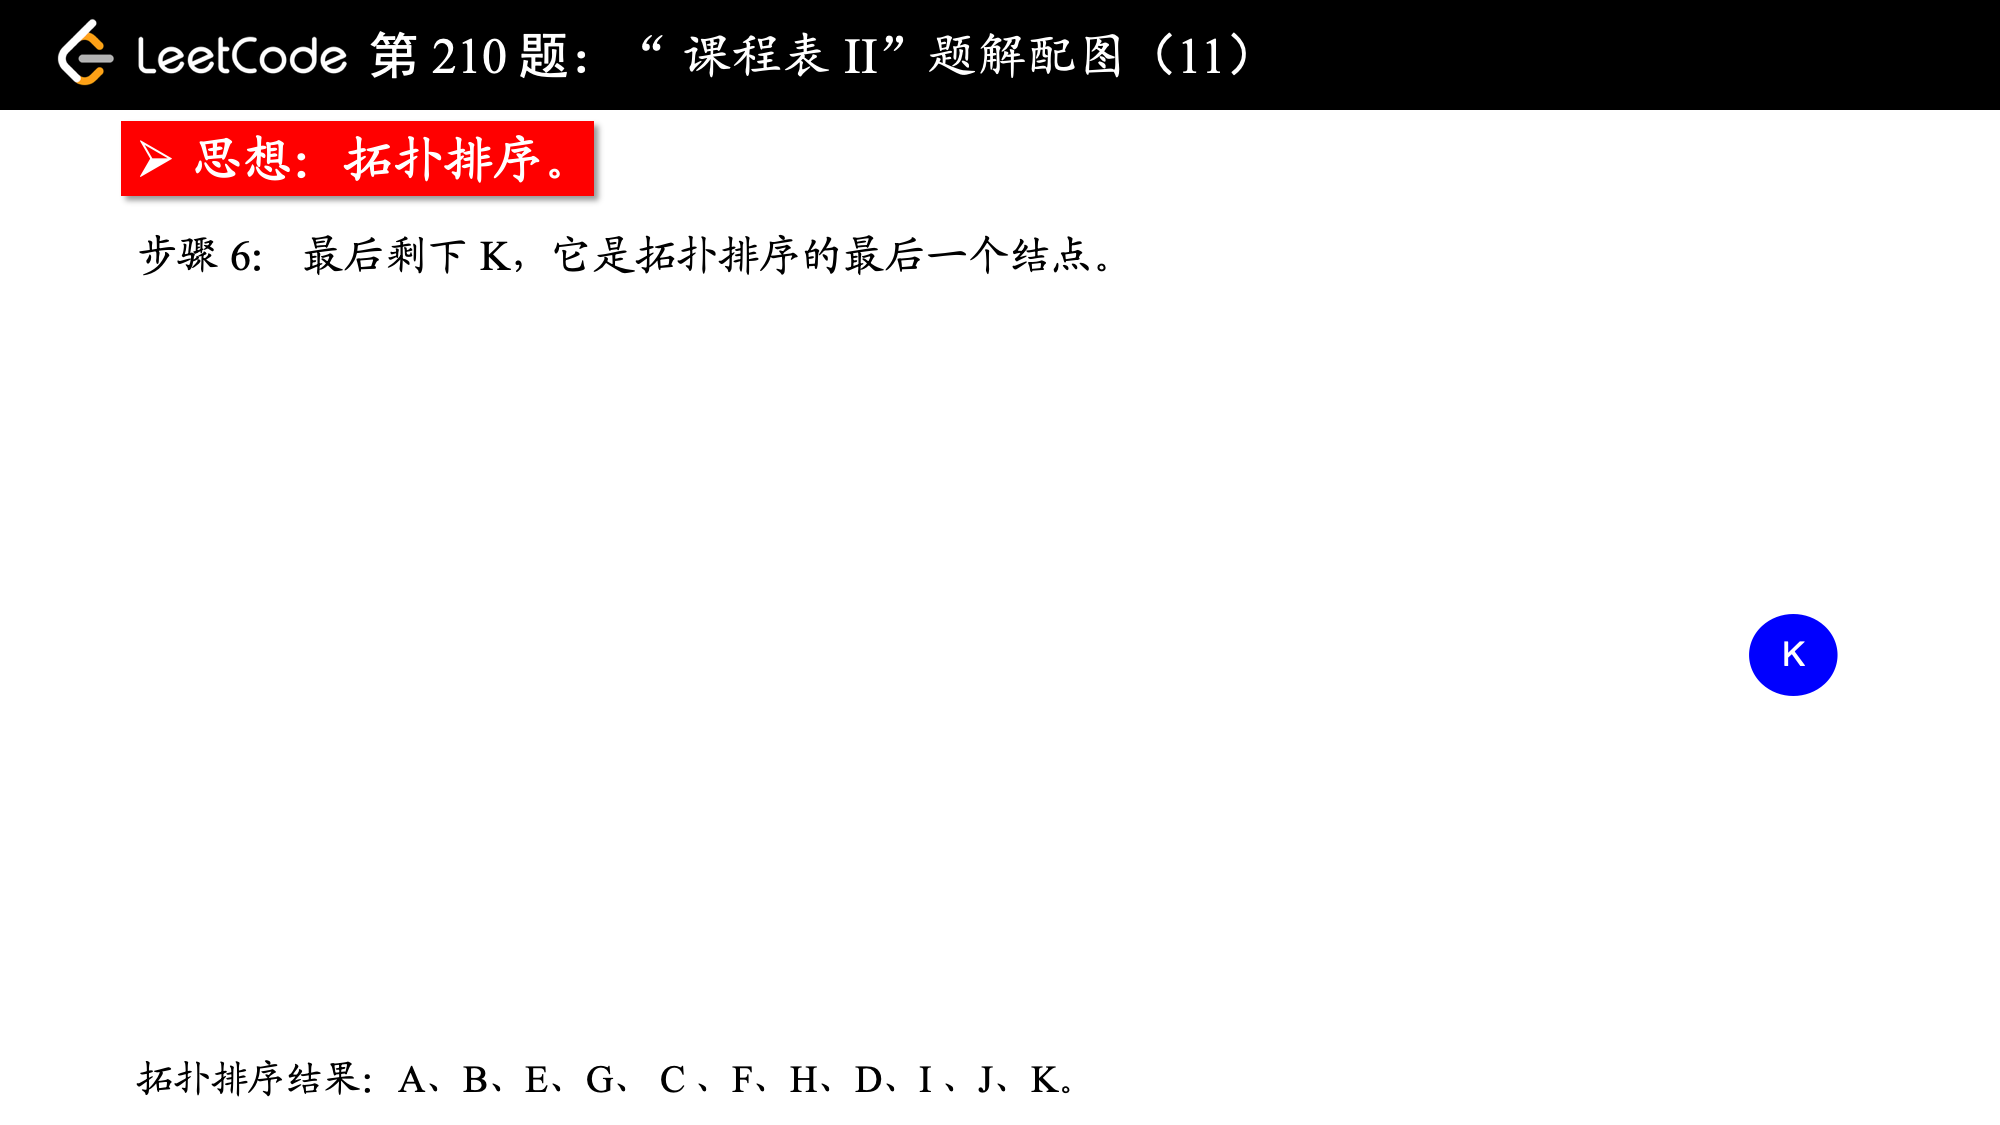 LeetCode 第 210 题：“ 课程表 II”题解配图（11）
➢ 思想：拓扑排序。
步骤 6： 最后剩下 K，它是拓扑排序的最后一个结点。
K
拓扑排序结果：A、B、E、G、 C 、F、H、D、I 、J、K。